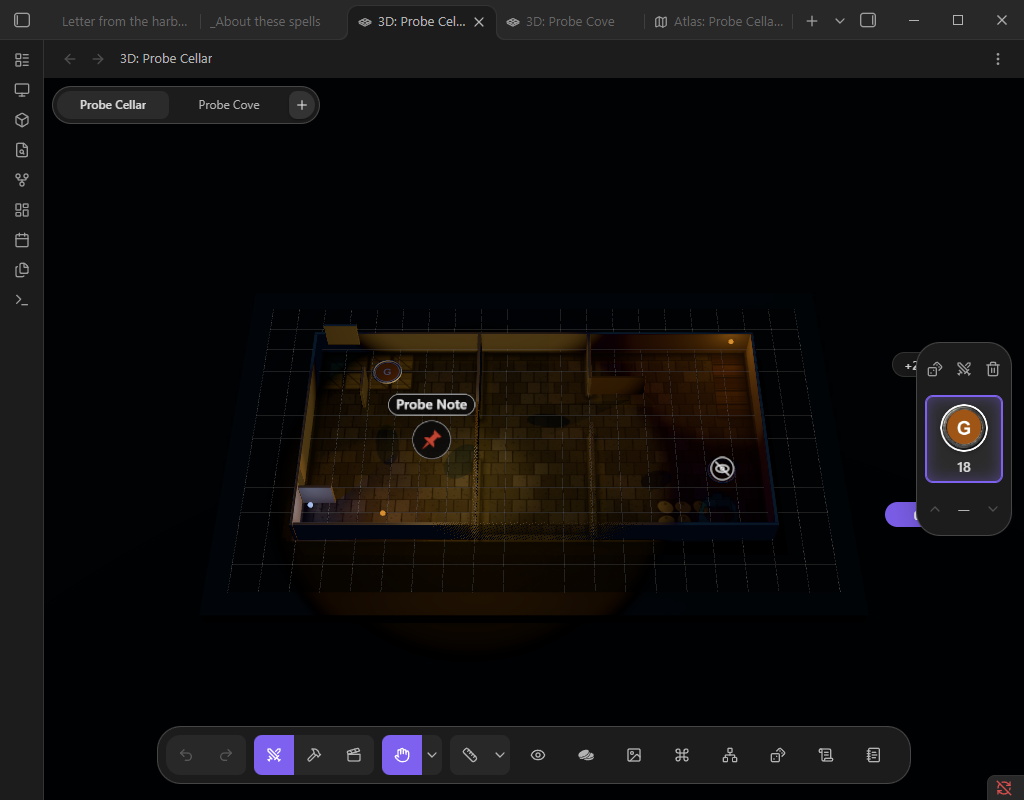 Letter from the harb...
_About these spells
3D: Probe Cel...
3D: Probe Cove
Atlas: Probe Cella...
3D: Probe Cellar
Probe Cellar
Probe Cove
G
Probe Note
+2
G
18